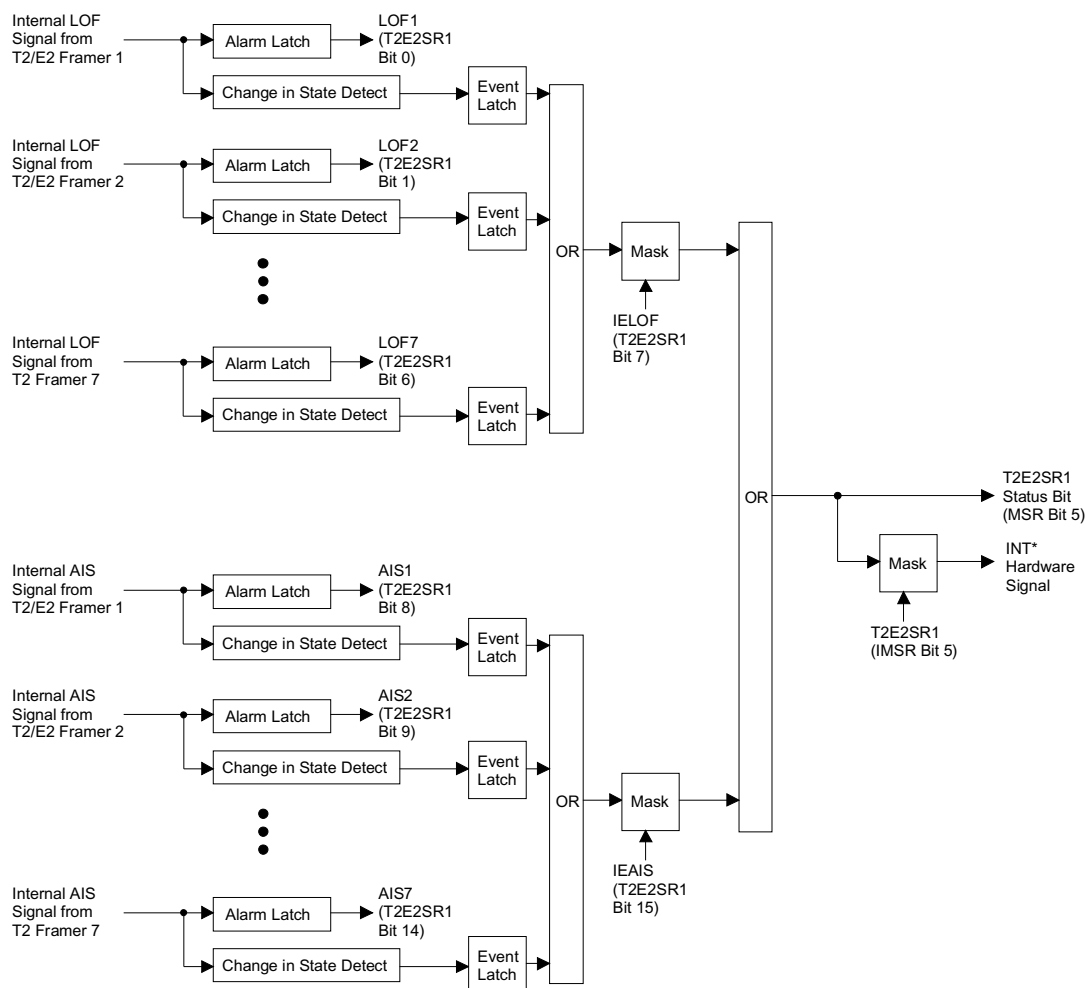 Internal LOF
Signal from
T2/E2 Framer 1
Alarm Latch
LOF1
(T2E2SR1
Bit 0)
Change in State Detect
Event
Latch
Internal LOF
Signal from
T2/E2 Framer 2
Alarm Latch
LOF2
(T2E2SR1
Bit 1)
Change in State Detect
Event
Latch
OR
Mask
IELOF
(T2E2SR1
Bit 7)
Internal LOF
Signal from
T2 Framer 7
Alarm Latch
LOF7
(T2E2SR1
Bit 6)
Change in State Detect
Event
Latch
OR
T2E2SR1
Status Bit
(MSR Bit 5)
Mask
INT*
Hardware
Signal
T2E2SR1
(IMSR Bit 5)
Internal AIS
Signal from
T2/E2 Framer 1
Alarm Latch
AIS1
(T2E2SR1
Bit 8)
Change in State Detect
Event
Latch
Internal AIS
Signal from
T2/E2 Framer 2
Alarm Latch
AIS2
(T2E2SR1
Bit 9)
Change in State Detect
Event
Latch
OR
Mask
IEAIS
(T2E2SR1
Bit 15)
Internal AIS
Signal from
T2 Framer 7
Alarm Latch
AIS7
(T2E2SR1
Bit 14)
Change in State Detect
Event
Latch